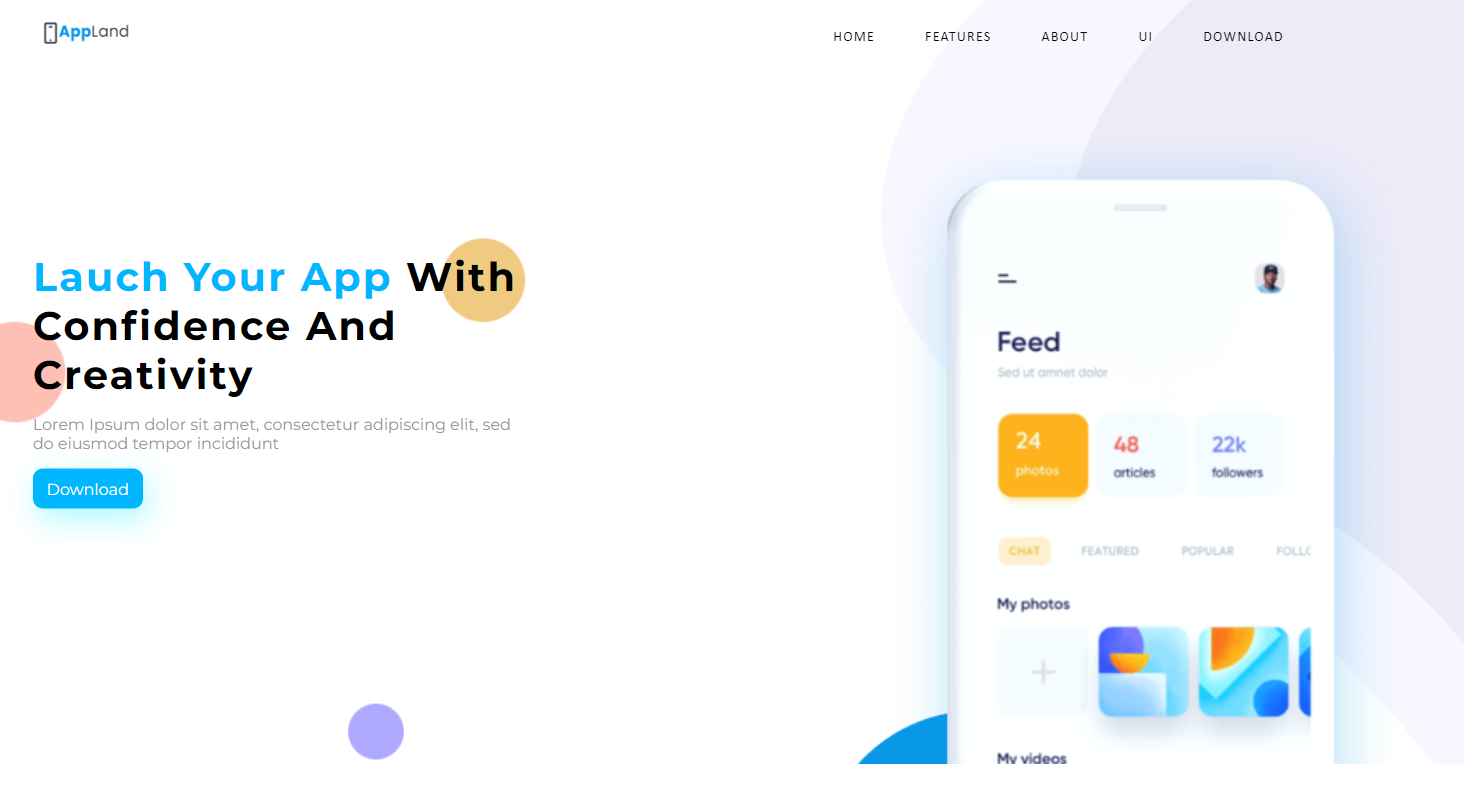 AppLand
HOME FEATURES ABOUT UI DOWNLOAD
Lauch Your App With
Confidence And
Creativity
Lorem Ipsum dolor sit amet, consectetur adipiscing elit, sed
do eiusmod tempor incididunt
Download
Feed
Sed ut amnet dolor
24 48 22k
photos articles followers
CHAT FEATURED POPULAR FOLLC
My photos
My videos